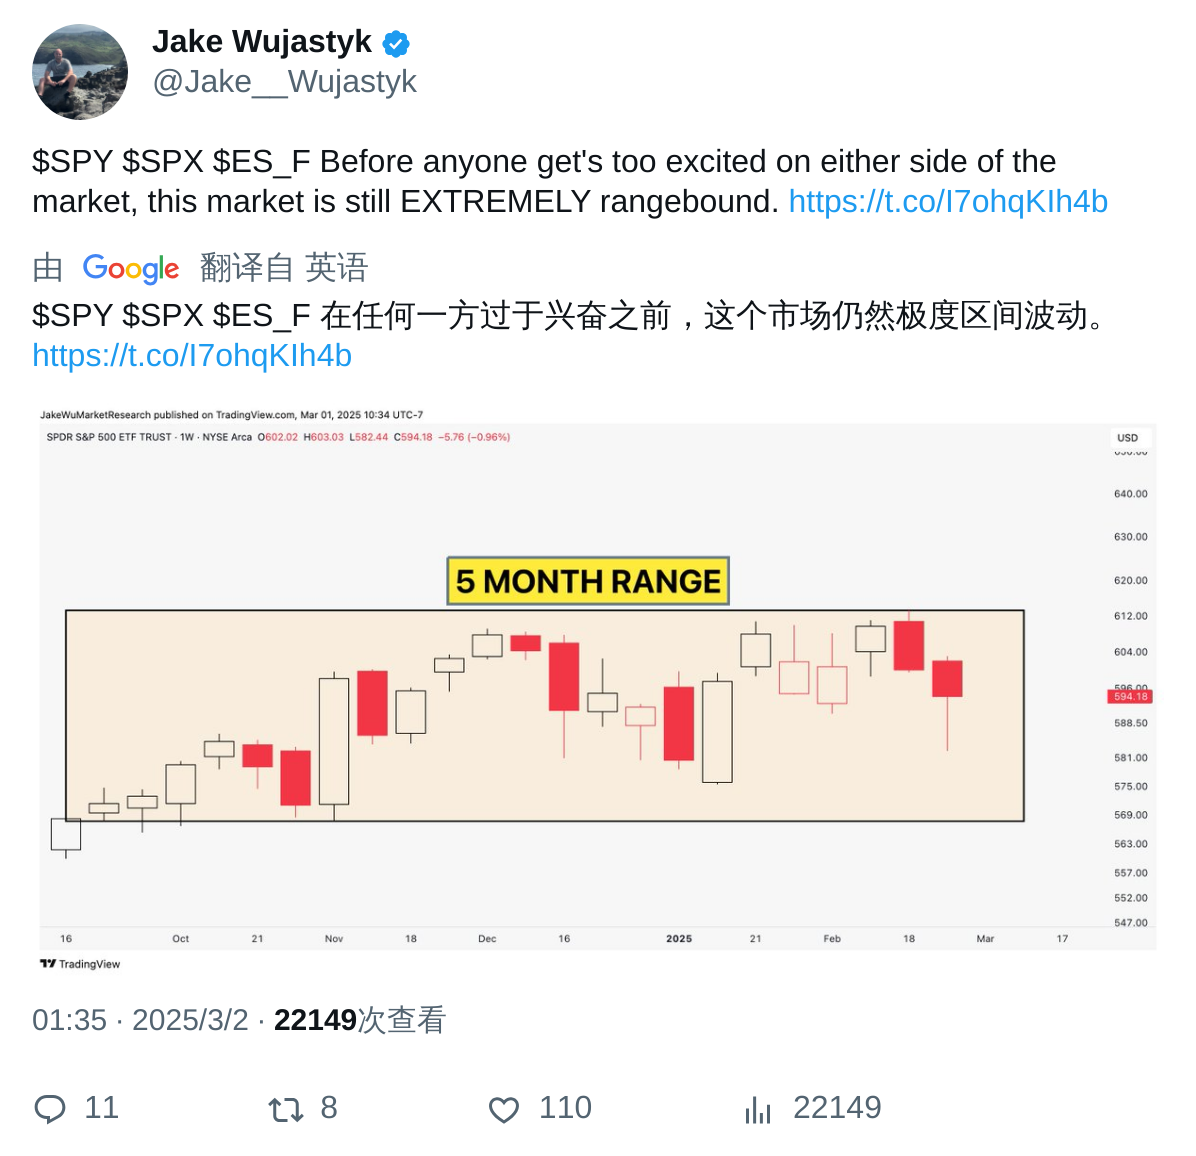 Jake Wujastyk
@Jake__Wujastyk
$SPY $SPX $ES_F Before anyone get's too excited on either side of the
market, this market is still EXTREMELY rangebound. https://t.co/I7ohqKIh4b
由 Google 翻译自 英语
$SPY $SPX $ES_F 在任何一方过于兴奋之前，这个市场仍然极度区间波动。
https://t.co/I7ohqKIh4b
JakeWuMarketResearch published on TradingView.com, Mar 01, 2025 10:34 UTC-7
SPDR S&P 500 ETF TRUST · 1W · NYSE Arca O602.02 H603.03 L582.44 C594.18 −5.76 (−0.96%)
USD
640.00
630.00
5 MONTH RANGE
620.00
612.00
604.00
596.00
594.18
588.50
581.00
575.00
569.00
563.00
557.00
552.00
547.00
16 Oct 21 Nov 18 Dec 16 2025 21 Feb 18 Mar 17
TradingView
01:35 · 2025/3/2 · 22149次查看
11 8 110 22149